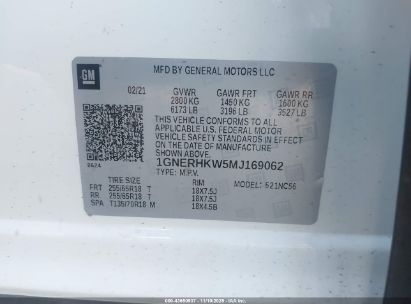 GM
MFD BY GENERAL MOTORS LLC
02/21 GVWR GAWR FRT GAWR RR
2800 KG 1450 KG 1600 KG
6173 LB 3196 LB 3527 LB
THIS VEHICLE CONFORMS TO ALL
APPLICABLE U.S. FEDERAL MOTOR
VEHICLE SAFETY STANDARDS IN EFFECT
ON THE DATE OF MANUFACTURE
SHOWN ABOVE.
1GNERHKW5MJ169062
TYPE: M.P.V.
TIRE SIZE RIM MODEL: 521NC56
FRT 255/65R18 T 18X7.5J
RR 255/65R18 T 18X7.5J
SPA T135/70R18 M 18X4.5B